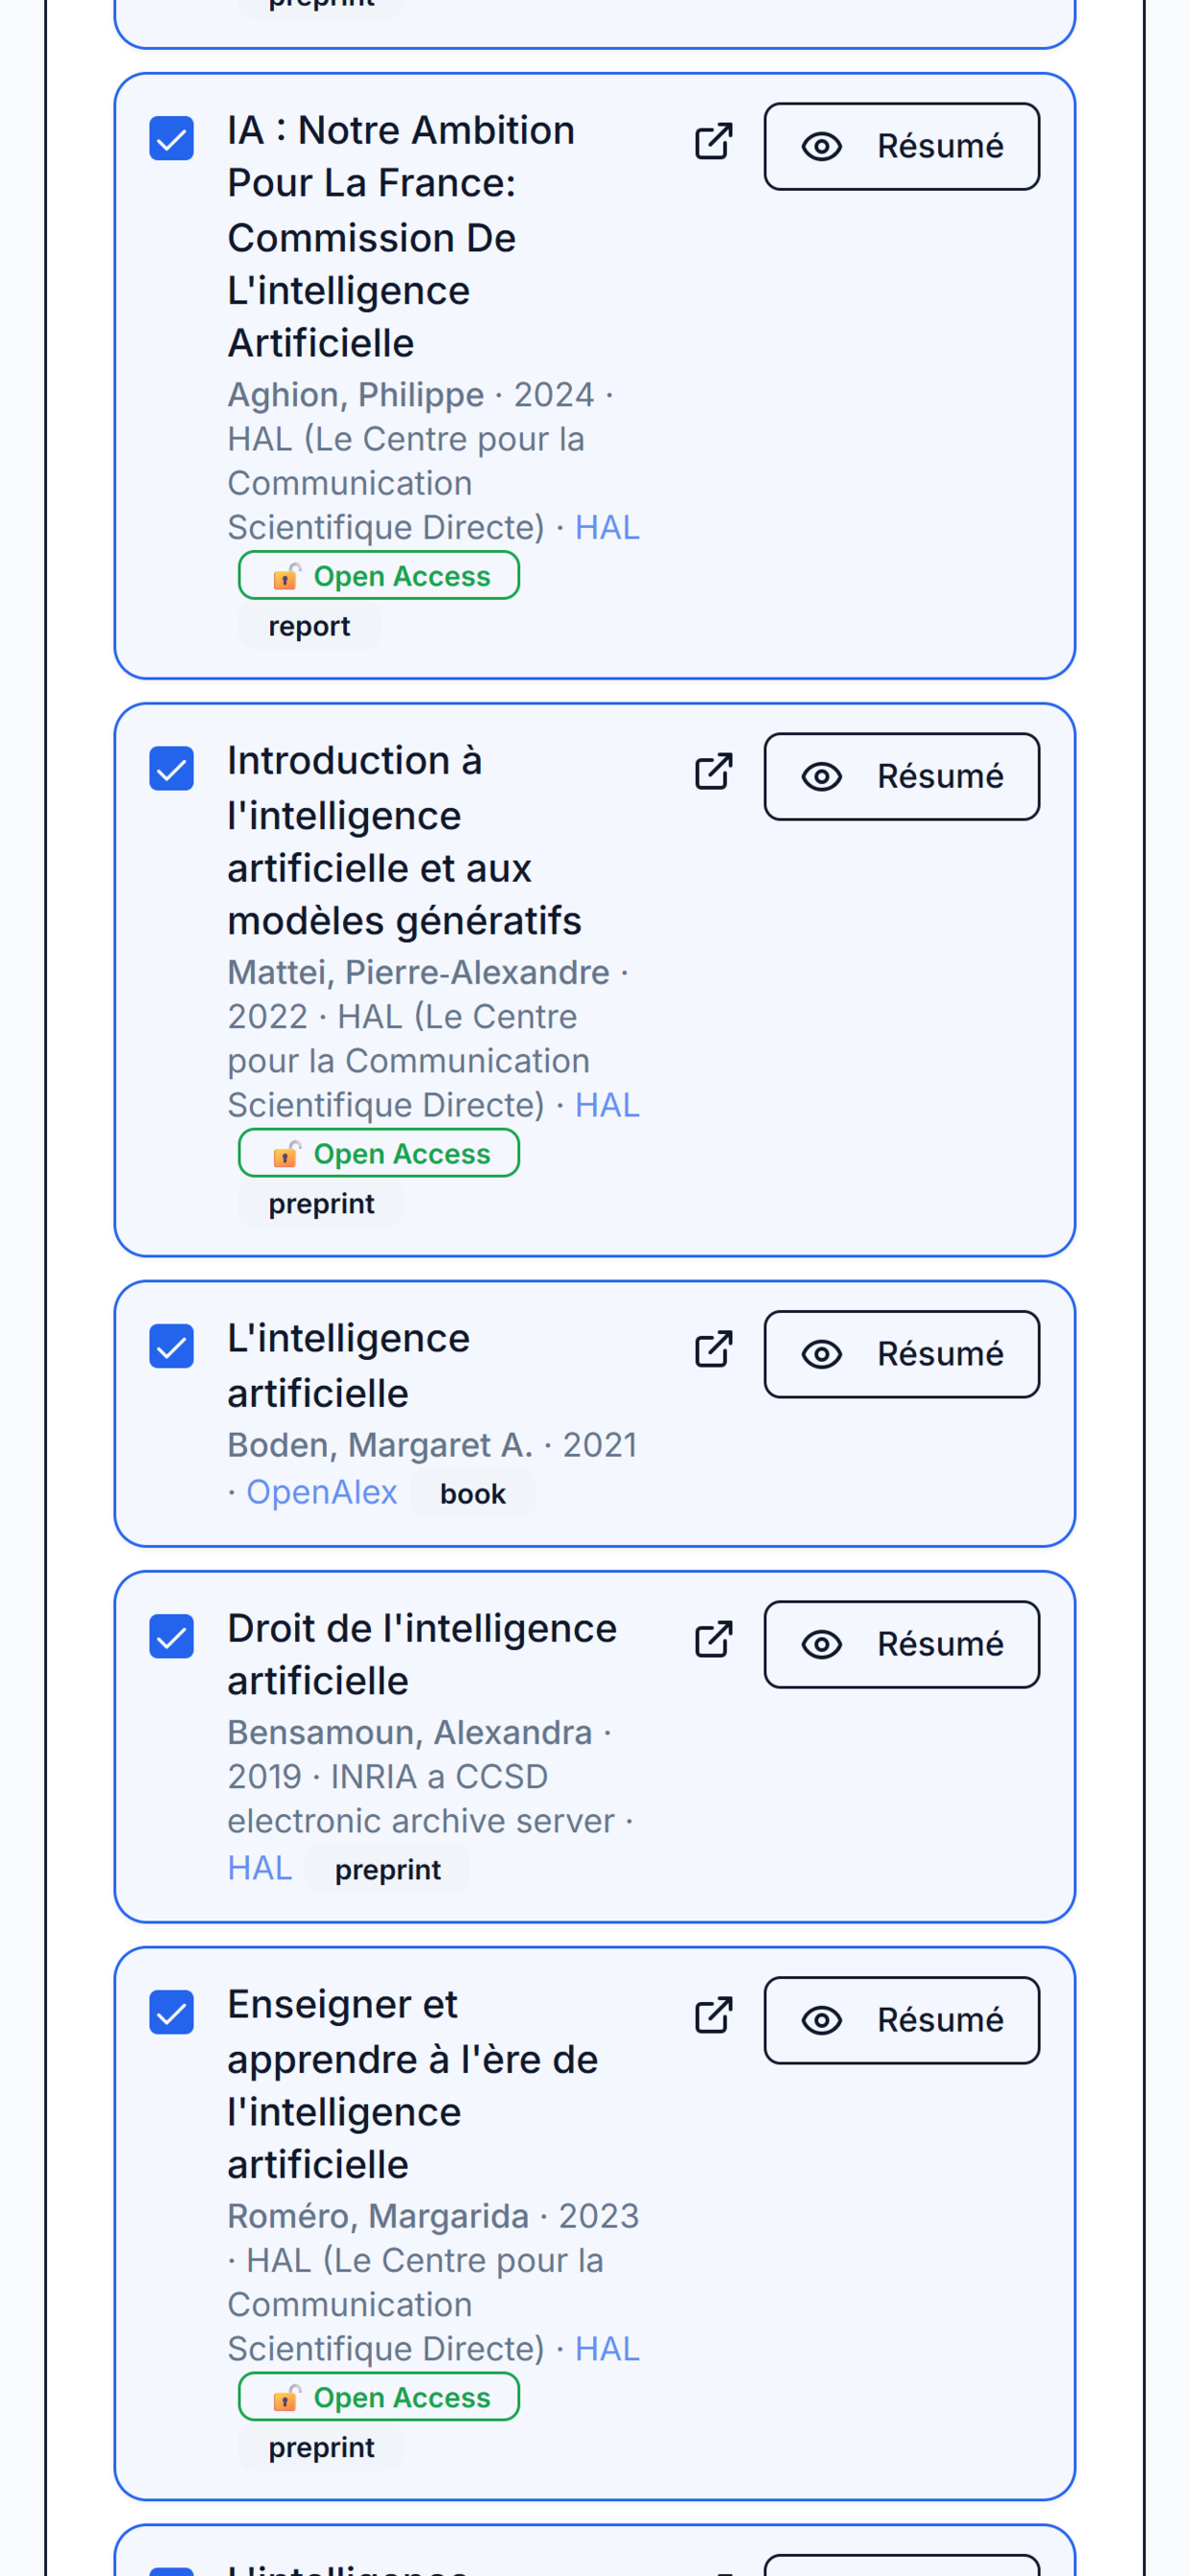 preprint
IA : Notre Ambition
Pour La France:
Commission De
L'intelligence
Artificielle
Résumé
Aghion, Philippe · 2024 ·
HAL (Le Centre pour la
Communication
Scientifique Directe) · HAL
🔓 Open Access
report
Introduction à
l'intelligence
artificielle et aux
modèles génératifs
Résumé
Mattei, Pierre-Alexandre ·
2022 · HAL (Le Centre
pour la Communication
Scientifique Directe) · HAL
🔓 Open Access
preprint
L'intelligence
artificielle
Résumé
Boden, Margaret A. · 2021
· OpenAlex book
Droit de l'intelligence
artificielle
Résumé
Bensamoun, Alexandra ·
2019 · INRIA a CCSD
electronic archive server ·
HAL preprint
Enseigner et
apprendre à l'ère de
l'intelligence
artificielle
Résumé
Roméro, Margarida · 2023
· HAL (Le Centre pour la
Communication
Scientifique Directe) · HAL
🔓 Open Access
preprint
L'intelligence